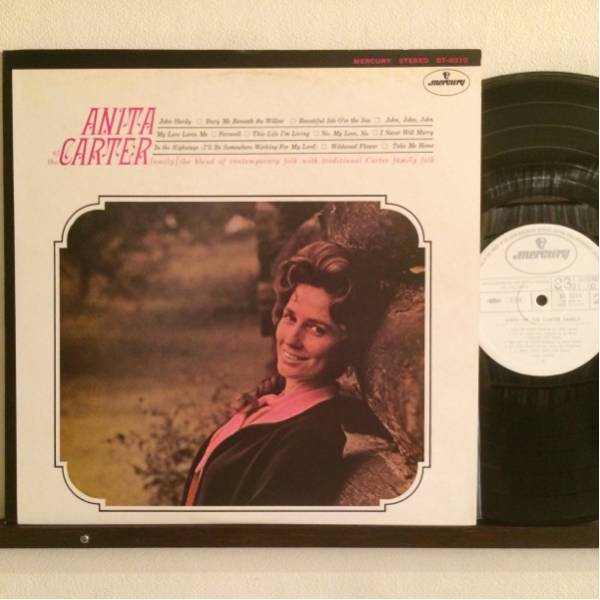 MERCURY STEREO BT-8010
mercury
ANITA
of the CARTER
John Hardy □ Bury Me Beneath the Willow □ Beautiful Isle O'er the Sea □ John, John, John
My Love Loves Me □ Farewell □ This Life I'm Living □ No, My Love, No □ I Never Will Marry
In the Highways (I'll Be Somewhere Working For My Lord) □ Wildwood Flower □ Take Me Home
family/the blend of contemporary folk with traditional Carter family folk
mercury
ANITA OF THE CARTER FAMILY